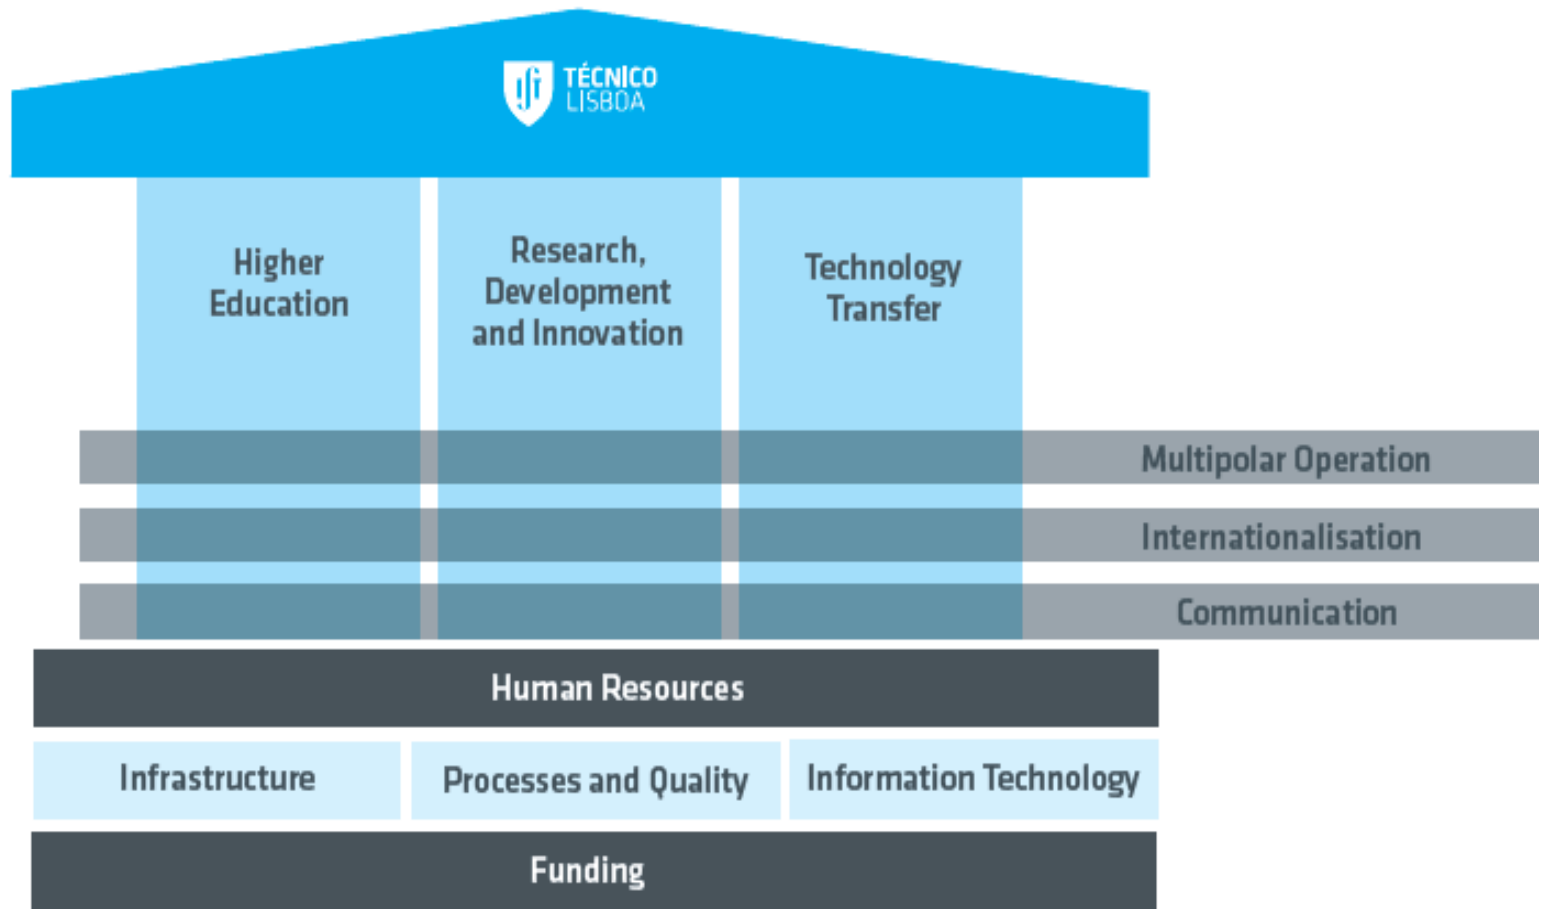 TÉCNICO
LISBOA
Higher
Education
Research,
Development
and Innovation
Technology
Transfer
Multipolar Operation
Internationalisation
Communication
Human Resources
Infrastructure
Processes and Quality
Information Technology
Funding